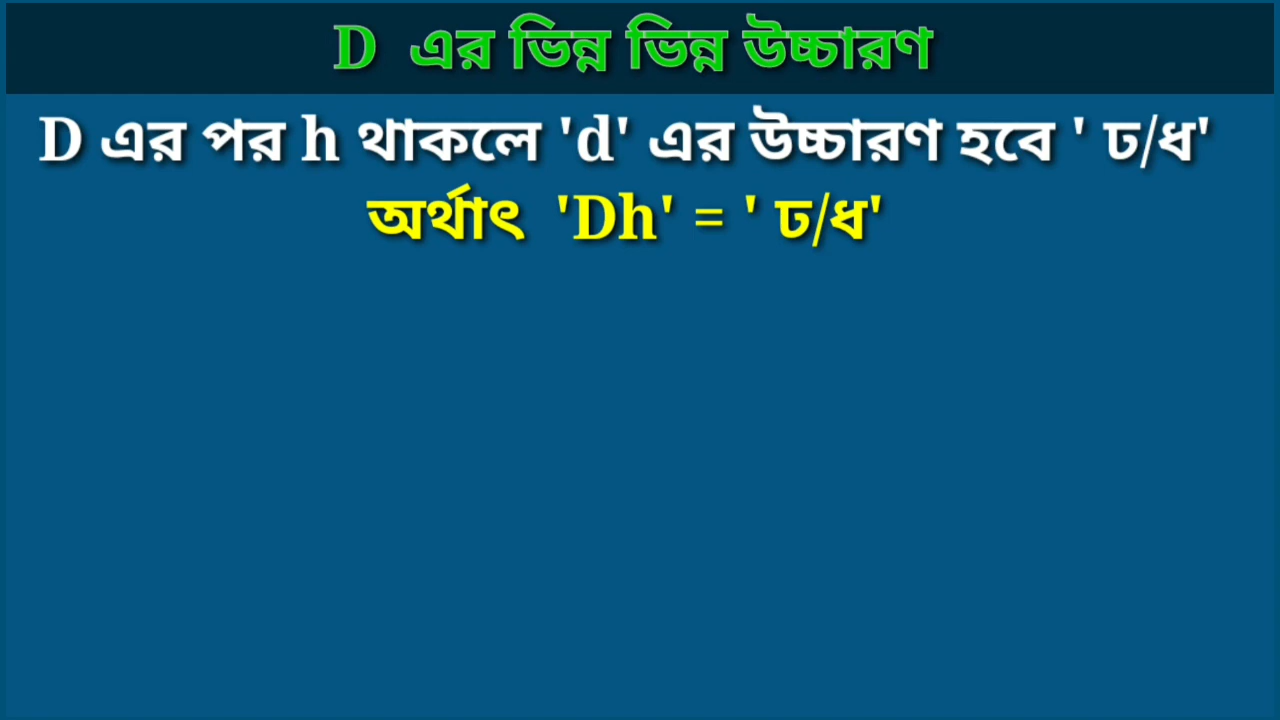 D এর ভিন্ন ভিন্ন উচ্চারণ
D এর পর h থাকলে 'd' এর উচ্চারণ হবে ' ঢ/ধ'
অর্থাৎ 'Dh' = ' ঢ/ধ'